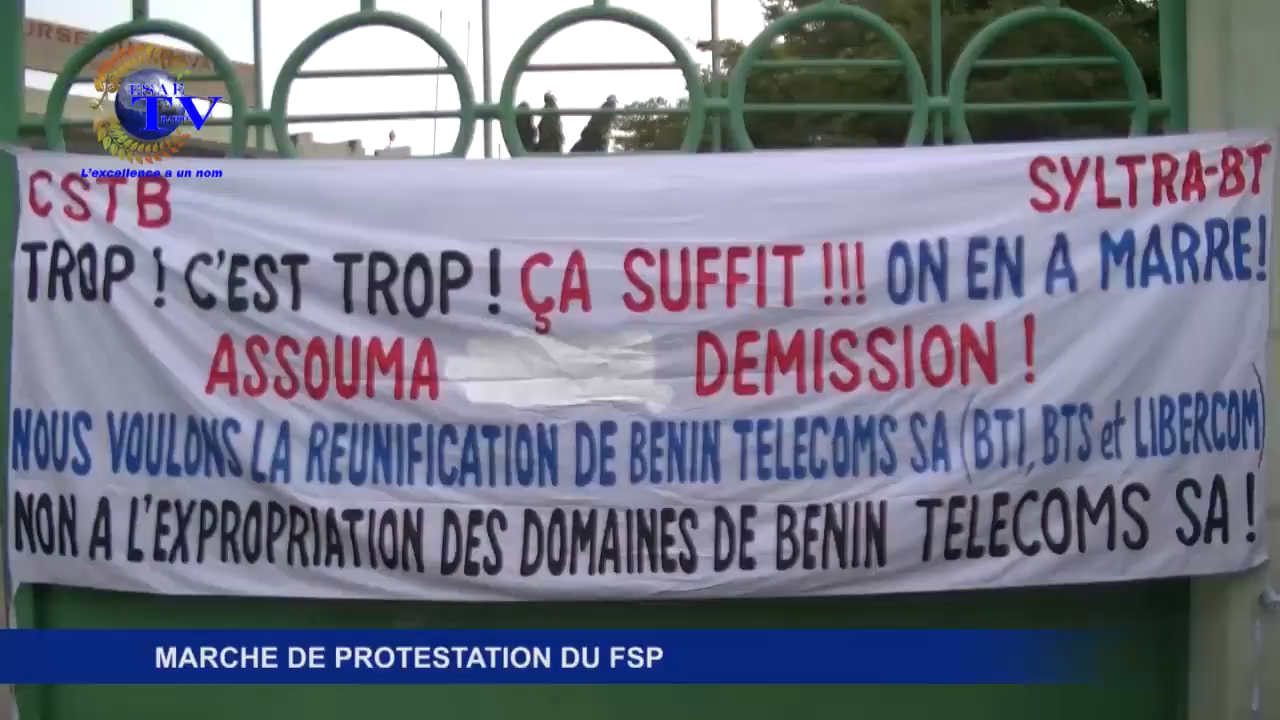 ESAE
TV
L'excellence a un nom
CSTB
SYLTRA-BT
TROP ! C'EST TROP ! ÇA SUFFIT !!! ON EN A MARRE!
ASSOUMA DEMISSION !
NOUS VOULONS LA REUNIFICATION DE BENIN TELECOMS SA (BTI, BTS et LIBERCOM)
NON A L'EXPROPRIATION DES DOMAINES DE BENIN TELECOMS SA !
MARCHE DE PROTESTATION DU FSP